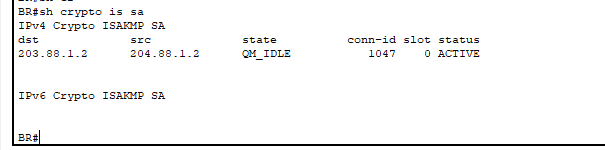 BR#sh crypto is sa
IPv4 Crypto ISAKMP SA
dst src state conn-id slot status
203.88.1.2 204.88.1.2 QM_IDLE 1047 0 ACTIVE
IPv6 Crypto ISAKMP SA
BR#